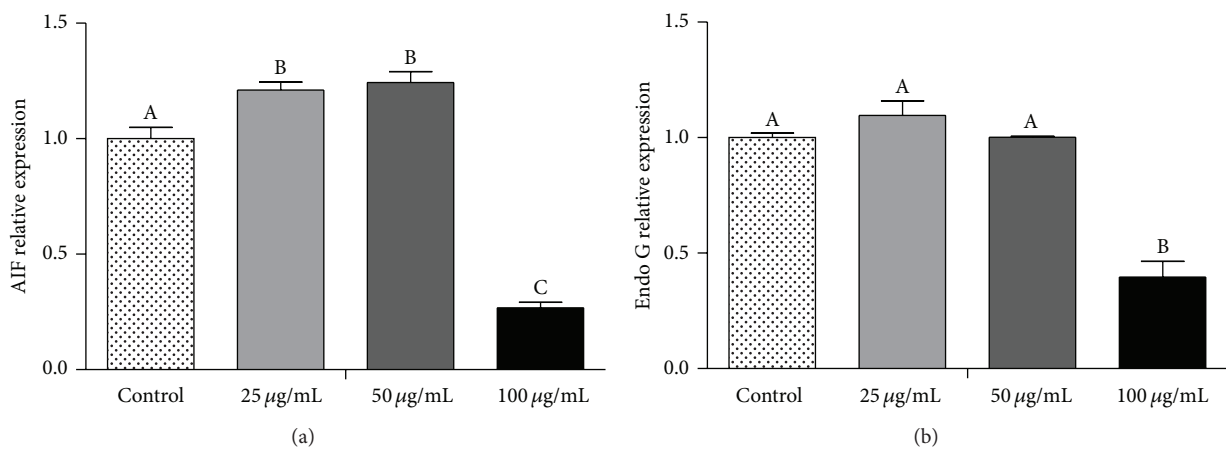 AIF relative expression
1.5
1.0
0.5
0.0
A
B
B
C
Control
25 μg/mL
50 μg/mL
100 μg/mL
(a)
Endo G relative expression
1.5
1.0
0.5
0.0
A
A
A
B
Control
25 μg/mL
50 μg/mL
100 μg/mL
(b)